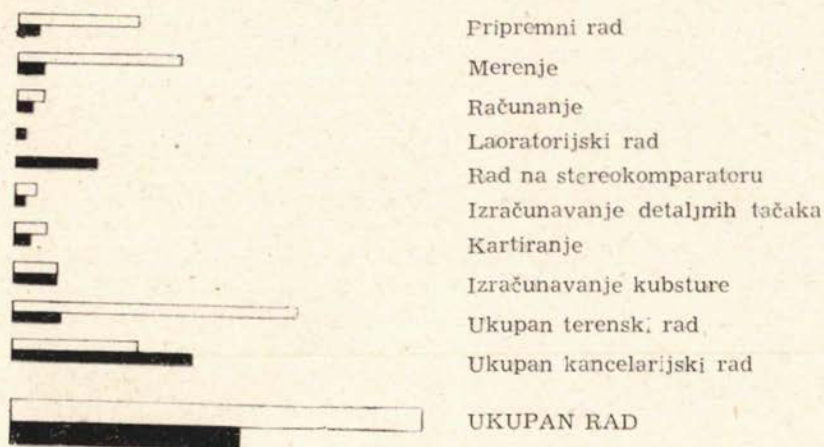 Pripremni rad
Merenje
Računanje
Laoratorijski rad
Rad na stereokomparatoru
Izračunavanje detaljnih tačaka
Kartiranje
Izračunavanje kubsture
Ukupan terenski rad
Ukupan kancelarijski rad
UKUPAN RAD